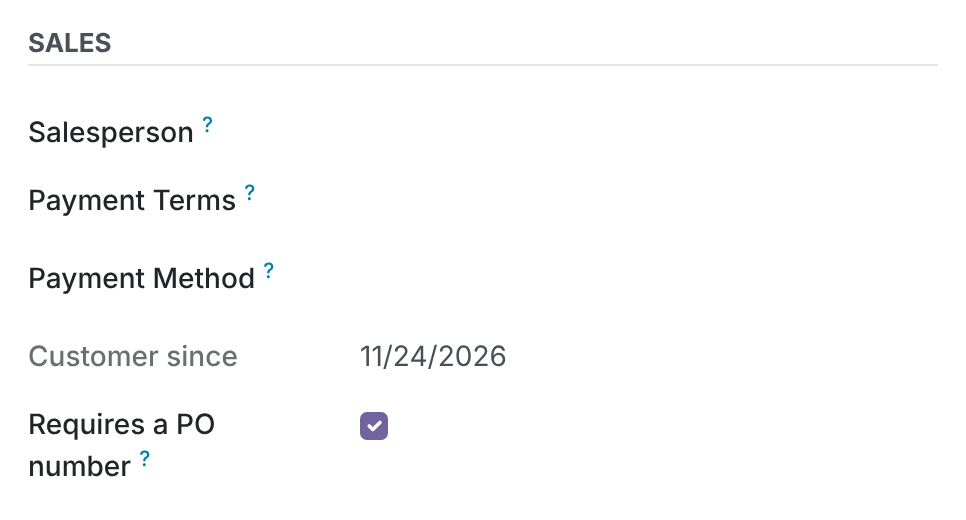 SALES
Salesperson ?
Payment Terms ?
Payment Method ?
Customer since 11/24/2026
Requires a PO
number ?